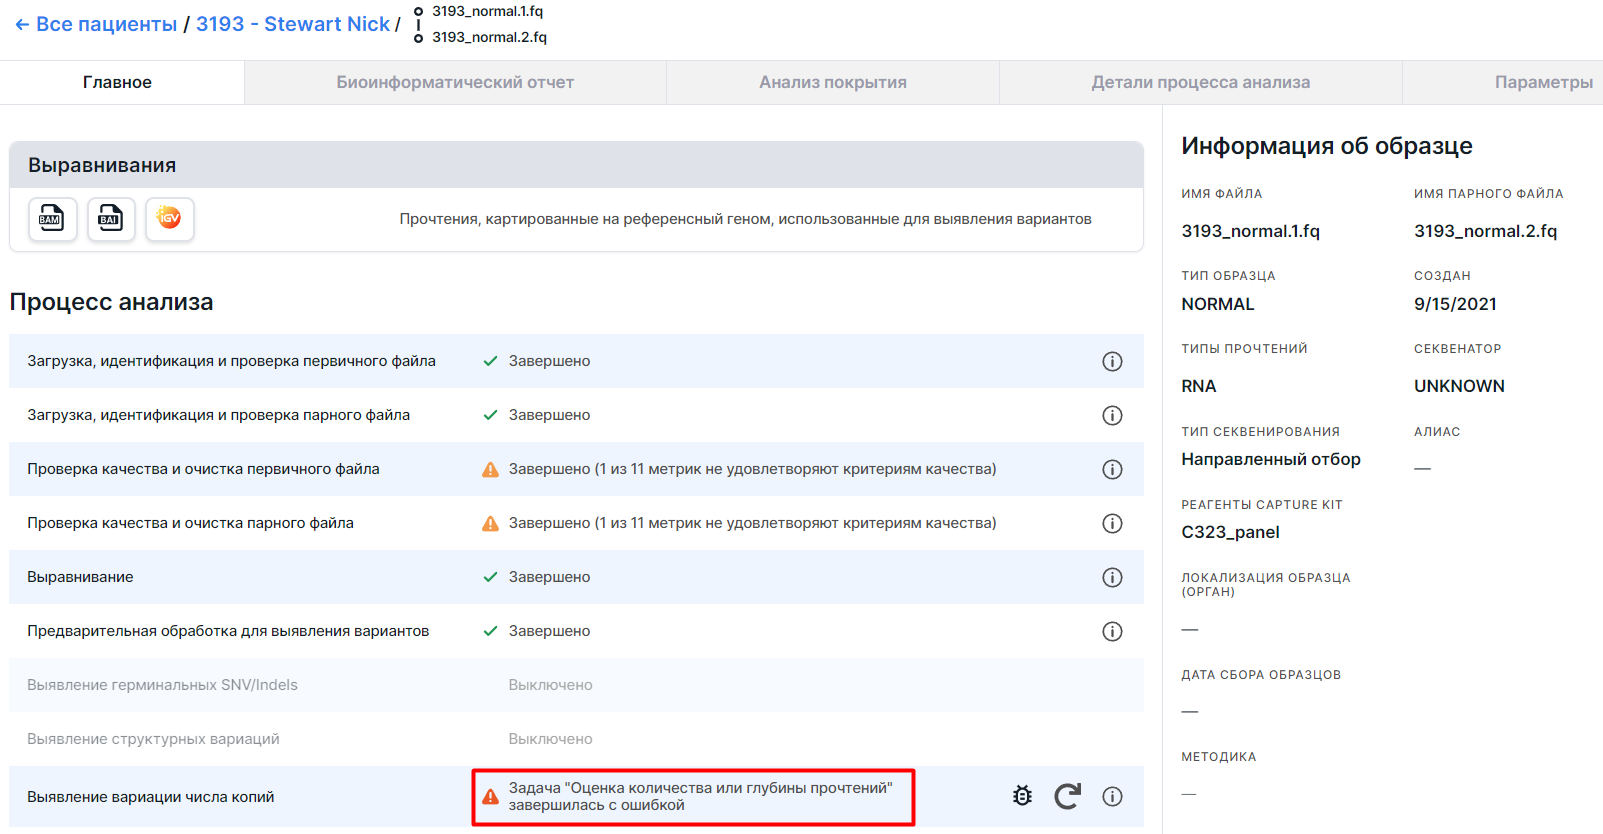 ← Все пациенты / 3193 - Stewart Nick /
3193_normal.1.fq
3193_normal.2.fq
Главное
Биоинформатический отчет
Анализ покрытия
Детали процесса анализа
Параметры
Выравнивания
BAM
BAI
IGV
Прочтения, картированные на референсный геном, использованные для выявления вариантов
Процесс анализа
Загрузка, идентификация и проверка первичного файла
Завершено
Загрузка, идентификация и проверка парного файла
Завершено
Проверка качества и очистка первичного файла
Завершено (1 из 11 метрик не удовлетворяют критериям качества)
Проверка качества и очистка парного файла
Завершено (1 из 11 метрик не удовлетворяют критериям качества)
Выравнивание
Завершено
Предварительная обработка для выявления вариантов
Завершено
Выявление герминальных SNV/Indels
Выключено
Выявление структурных вариаций
Выключено
Выявление вариации числа копий
Задача "Оценка количества или глубины прочтений"
завершилась с ошибкой
Информация об образце
ИМЯ ФАЙЛА
3193_normal.1.fq
ИМЯ ПАРНОГО ФАЙЛА
3193_normal.2.fq
ТИП ОБРАЗЦА
NORMAL
СОЗДАН
9/15/2021
ТИПЫ ПРОЧТЕНИЙ
RNA
СЕКВЕНАТОР
UNKNOWN
ТИП СЕКВЕНИРОВАНИЯ
Направленный отбор
АЛИАС
—
РЕАГЕНТЫ CAPTURE KIT
C323_panel
ЛОКАЛИЗАЦИЯ ОБРАЗЦА
(ОРГАН)
—
ДАТА СБОРА ОБРАЗЦОВ
—
МЕТОДИКА
—